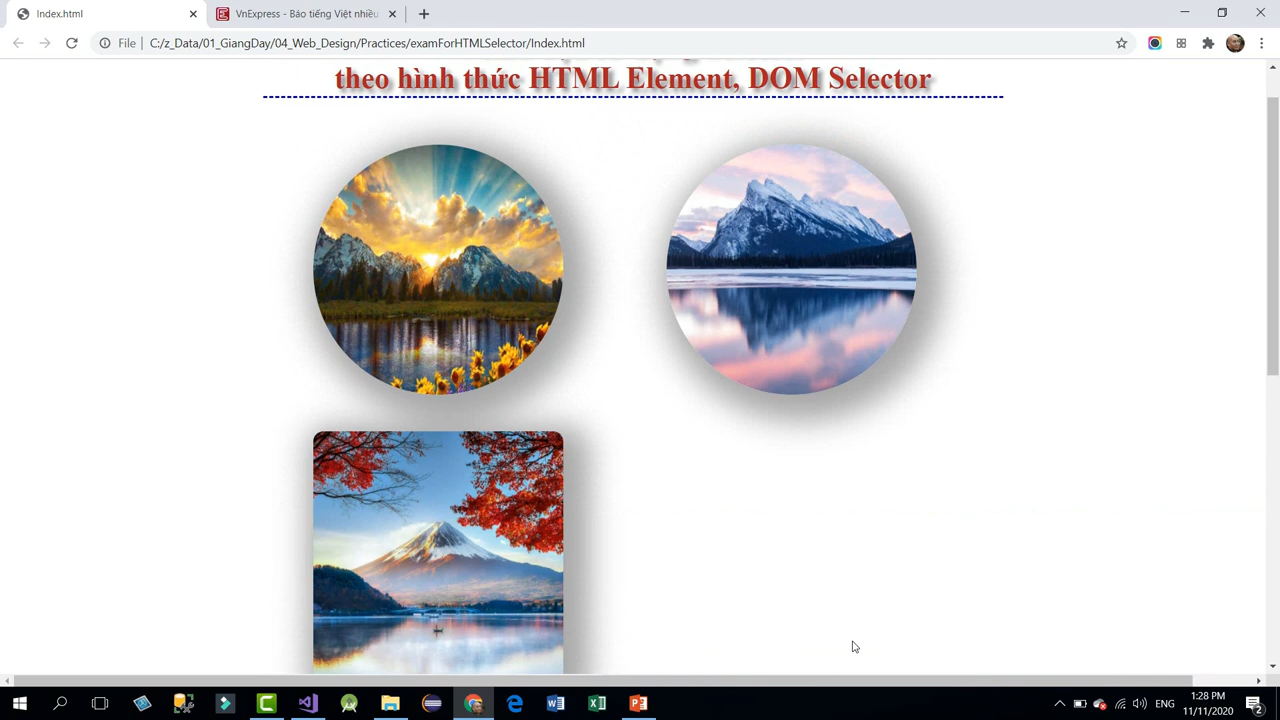 Index.html
VnExpress - Báo tiếng Việt nhiều
File
C:/z_Data/01_GiangDay/04_Web_Design/Practices/examForHTMLSelector/Index.html
theo hình thức HTML Element, DOM Selector
ENG
1:28 PM
11/11/2020
2